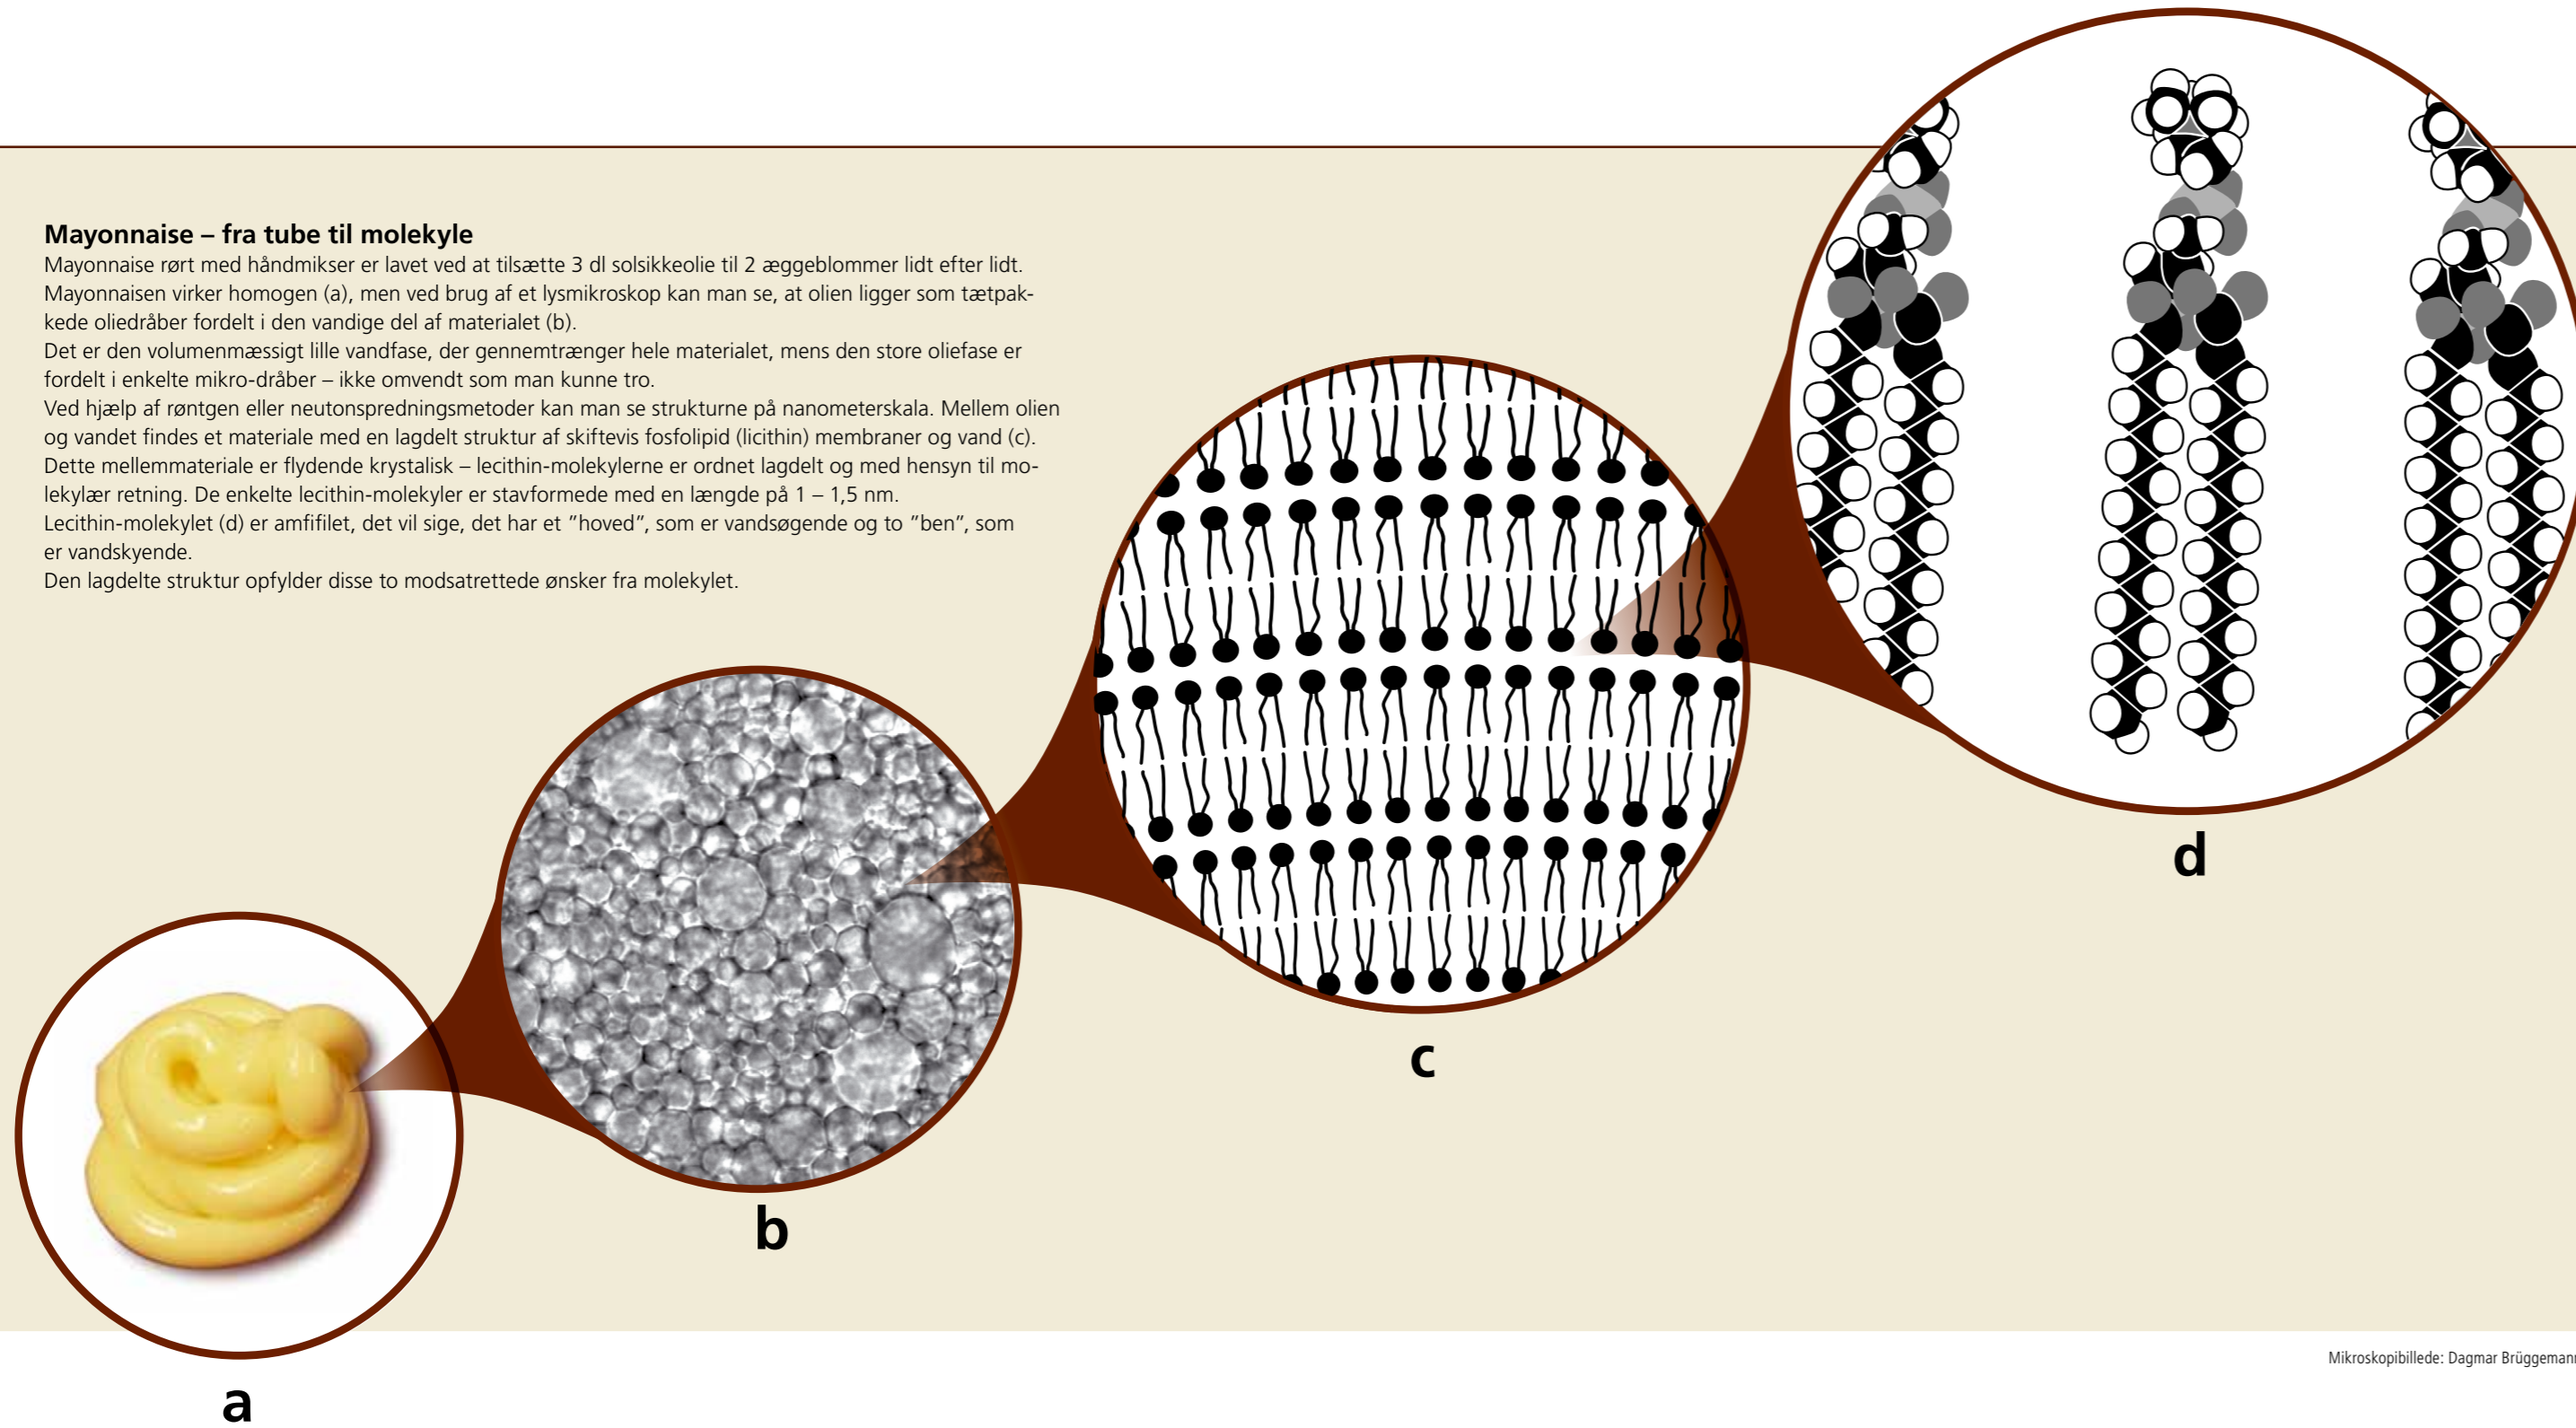 Mayonnaise – fra tube til molekyle
Mayonnaise rørt med håndmikser er lavet ved at tilsætte 3 dl solsikkeolie til 2 æggeblommer lidt efter lidt.
Mayonnaisen virker homogen (a), men ved brug af et lysmikroskop kan man se, at olien ligger som tætpak-
kede oliedråber fordelt i den vandige del af materialet (b).
Det er den volumenmæssigt lille vandfase, der gennemtrænger hele materialet, mens den store oliefase er
fordelt i enkelte mikro-dråber – ikke omvendt som man kunne tro.
Ved hjælp af røntgen eller neutonspredningsmetoder kan man se strukturne på nanometerskala. Mellem olien
og vandet findes et materiale med en lagdelt struktur af skiftevis fosfolipid (licithin) membraner og vand (c).
Dette mellemmateriale er flydende krystalisk – lecithin-molekylerne er ordnet lagdelt og med hensyn til mo-
lekylær retning. De enkelte lecithin-molekyler er stavformede med en længde på 1 – 1,5 nm.
Lecithin-molekylet (d) er amfifilet, det vil sige, det har et ”hoved”, som er vandsøgende og to ”ben”, som
er vandskyende.
Den lagdelte struktur opfylder disse to modsatrettede ønsker fra molekylet.
d
c
b
a
Mikroskopibillede: Dagmar Brüggemann